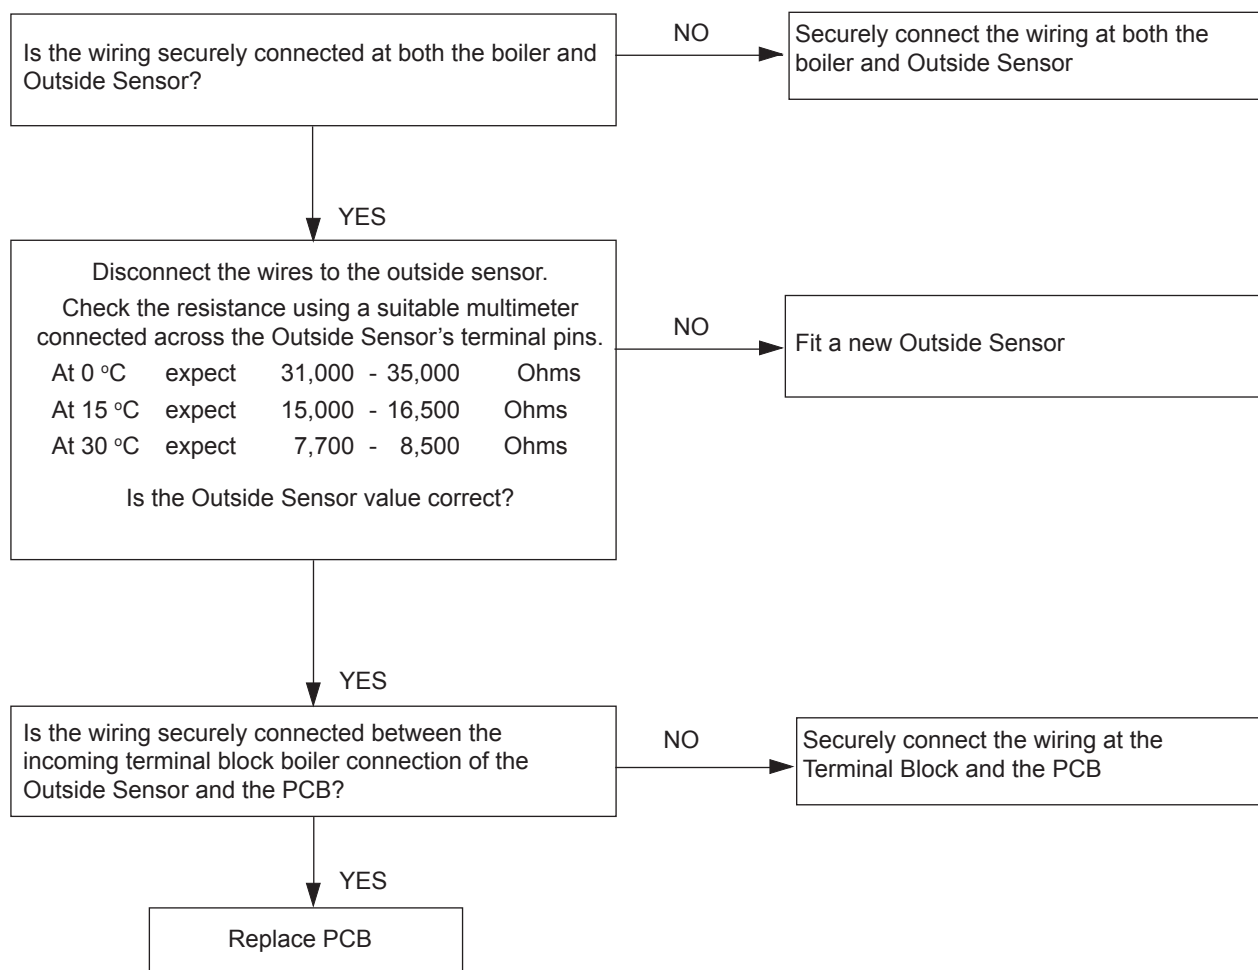 Is the wiring securely connected at both the boiler and
Outside Sensor?
NO
Securely connect the wiring at both the
boiler and Outside Sensor
YES
Disconnect the wires to the outside sensor.
Check the resistance using a suitable multimeter
connected across the Outside Sensor’s terminal pins.
At 0 °C expect 31,000 - 35,000 Ohms
At 15 °C expect 15,000 - 16,500 Ohms
At 30 °C expect 7,700 - 8,500 Ohms
Is the Outside Sensor value correct?
NO
Fit a new Outside Sensor
YES
Is the wiring securely connected between the
incoming terminal block boiler connection of the
Outside Sensor and the PCB?
NO
Securely connect the wiring at the
Terminal Block and the PCB
YES
Replace PCB